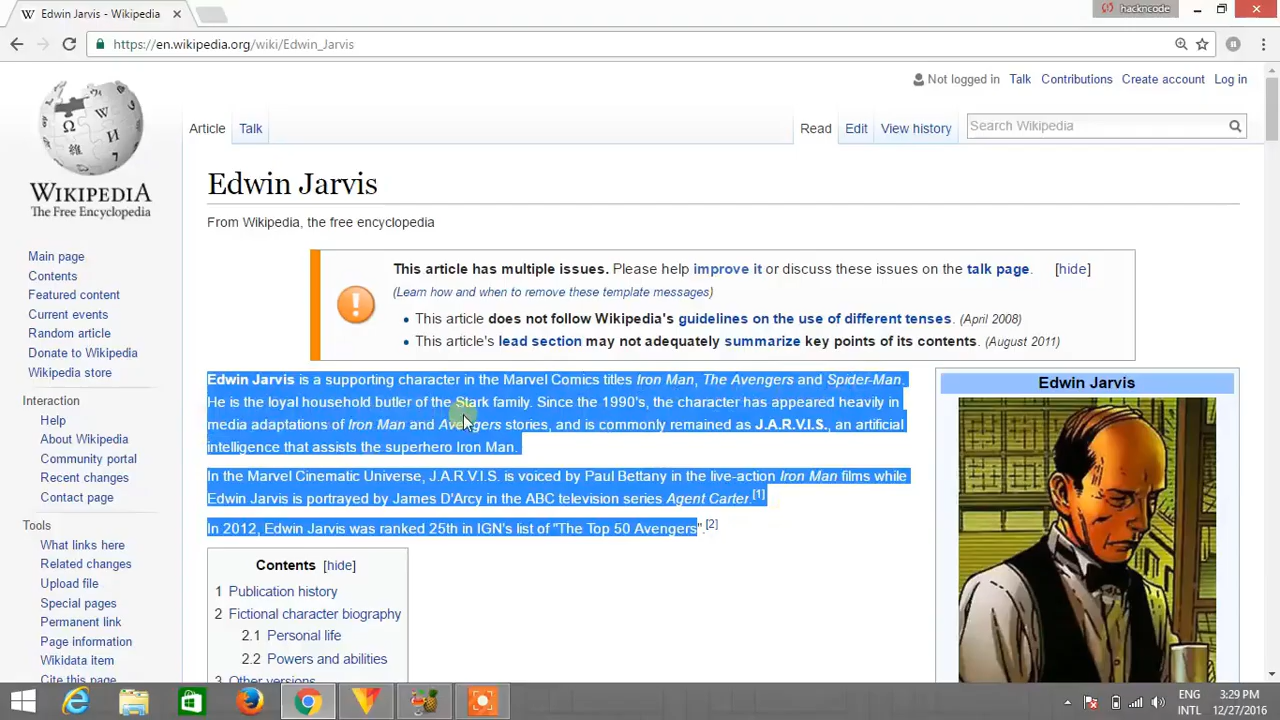 Edwin Jarvis - Wikipedia
hackncode
https://en.wikipedia.org/wiki/Edwin_Jarvis
Not logged in Talk Contributions Create account Log in
Article Talk Read Edit View history Search Wikipedia
WIKIPEDIA
The Free Encyclopedia
Main page
Contents
Featured content
Current events
Random article
Donate to Wikipedia
Wikipedia store
Interaction
Help
About Wikipedia
Community portal
Recent changes
Contact page
Tools
What links here
Related changes
Upload file
Special pages
Permanent link
Page information
Wikidata item
Cite this page
Edwin Jarvis
From Wikipedia, the free encyclopedia
This article has multiple issues. Please help improve it or discuss these issues on the talk page. [hide]
(Learn how and when to remove these template messages)
• This article does not follow Wikipedia's guidelines on the use of different tenses. (April 2008)
• This article's lead section may not adequately summarize key points of its contents. (August 2011)
Edwin Jarvis is a supporting character in the Marvel Comics titles Iron Man, The Avengers and Spider-Man.
He is the loyal household butler of the Stark family. Since the 1990's, the character has appeared heavily in
media adaptations of Iron Man and Avengers stories, and is commonly remained as J.A.R.V.I.S., an artificial
intelligence that assists the superhero Iron Man.
In the Marvel Cinematic Universe, J.A.R.V.I.S. is voiced by Paul Bettany in the live-action Iron Man films while
Edwin Jarvis is portrayed by James D'Arcy in the ABC television series Agent Carter.[1]
In 2012, Edwin Jarvis was ranked 25th in IGN's list of "The Top 50 Avengers".[2]
Contents [hide]
1 Publication history
2 Fictional character biography
2.1 Personal life
2.2 Powers and abilities
3 Other versions
Edwin Jarvis
ENG
INTL
3:29 PM
12/27/2016